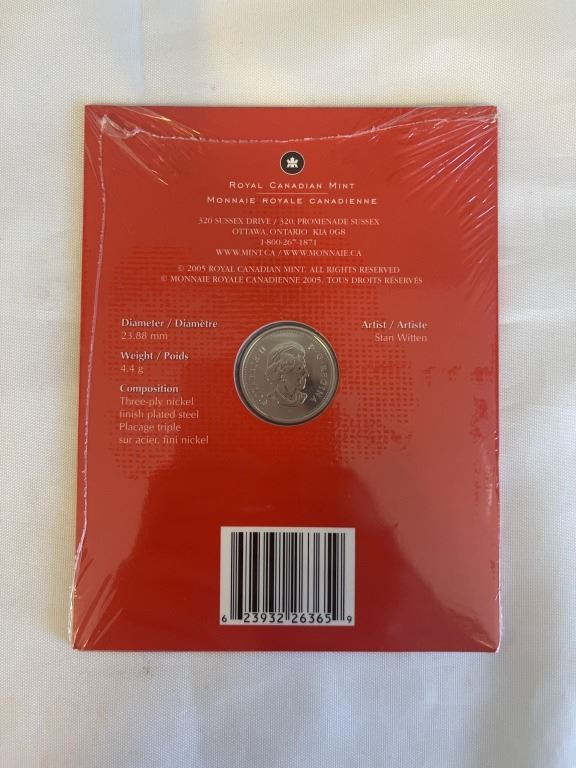 ROYAL CANADIAN MINT
MONNAIE ROYALE CANADIENNE
320 SUSSEX DRIVE / 320, PROMENADE SUSSEX
OTTAWA, ONTARIO K1A 0G8
1-800-267-1871
WWW.MINT.CA / WWW.MONNAIE.CA
© 2005 ROYAL CANADIAN MINT. ALL RIGHTS RESERVED
© MONNAIE ROYALE CANADIENNE 2005. TOUS DROITS RÉSERVÉS
Diameter / Diamètre
23.88 mm
Weight / Poids
4.4 g
Composition
Three-ply nickel
finish plated steel
Placage triple
sur acier, fini nickel
Artist / Artiste
Stan Witten
ELIZABETH II D·G·REGINA
6 23932 26365 9